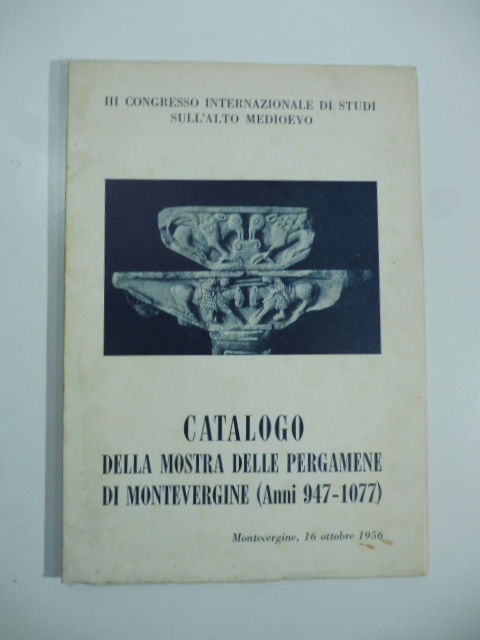 III CONGRESSO INTERNAZIONALE DI STUDI
SULL'ALTO MEDIOEVO
CATALOGO
DELLA MOSTRA DELLE PERGAMENE
DI MONTEVERGINE (Anni 947-1077)
Montevergine, 16 ottobre 1956